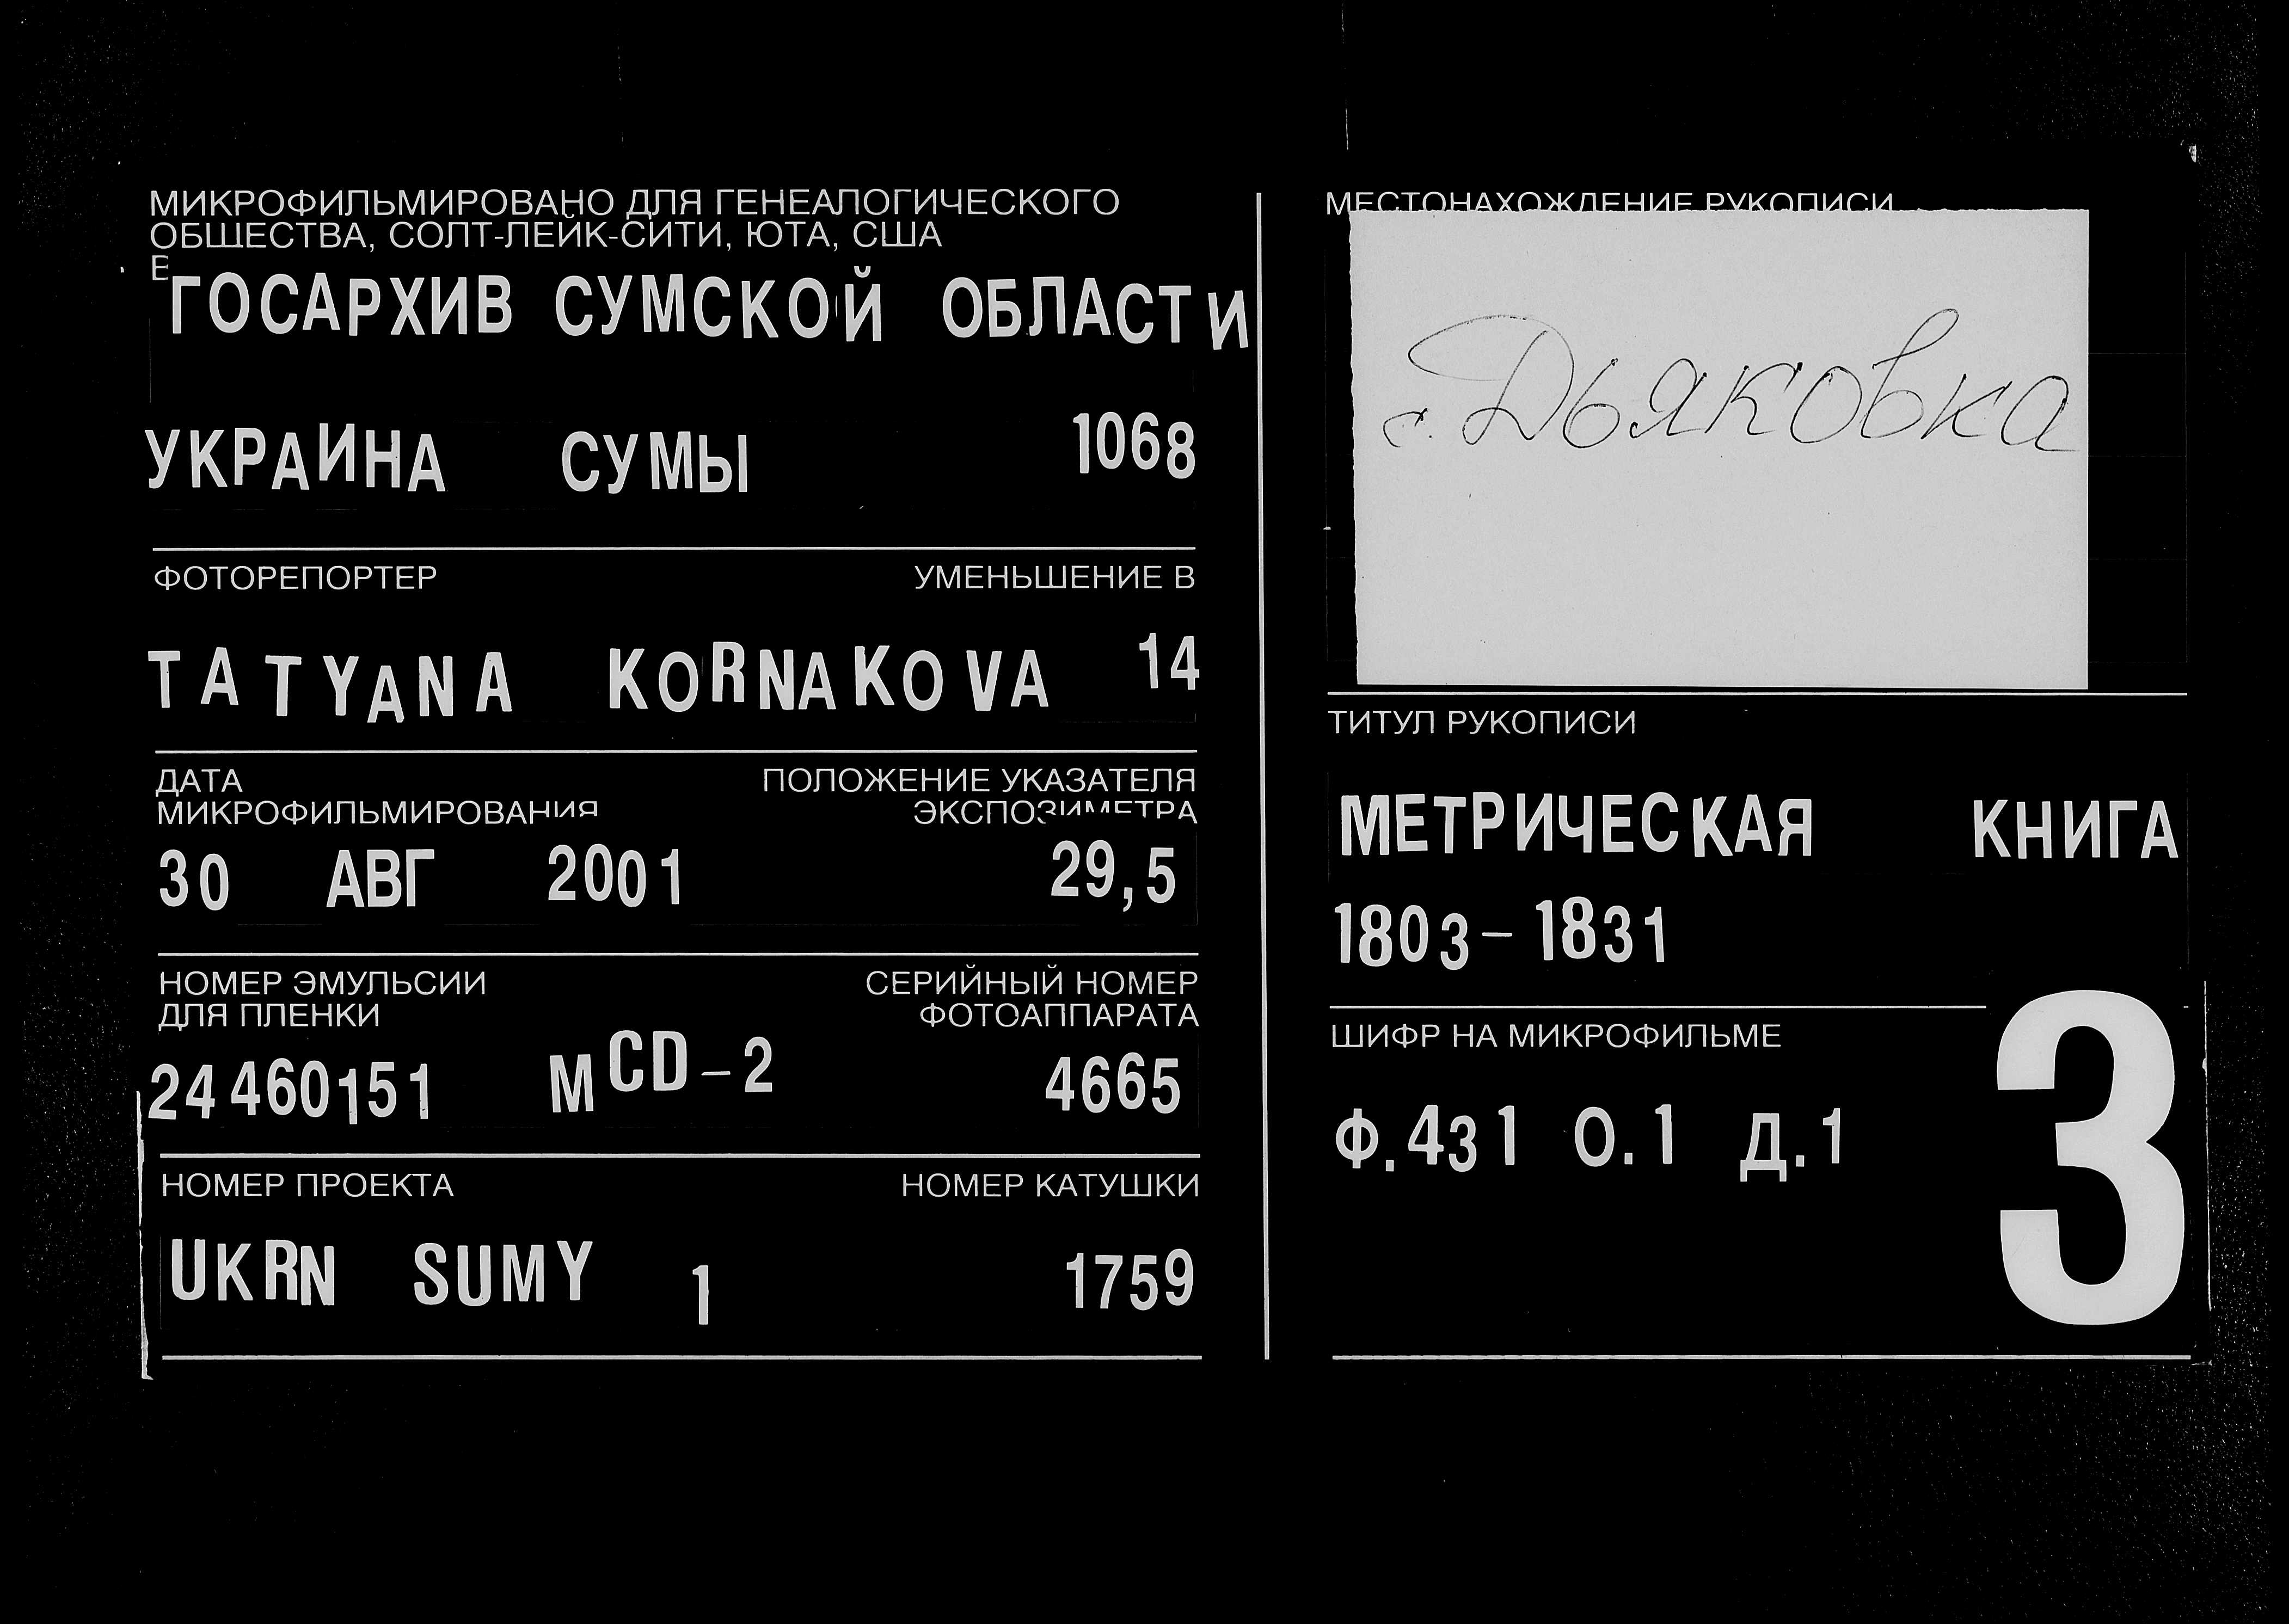 МИКРОФИЛЬМИРОВАНО ДЛЯ ГЕНЕАЛОГИЧЕСКОГО
ОБЩЕСТВА, СОЛТ-ЛЕЙК-СИТИ, ЮТА, США
В
ГОСАРХИВ СУМСКОЙ ОБЛАСТИ
УКРАИНА СУМЫ 1068
ФОТОРЕПОРТЕР УМЕНЬШЕНИЕ В
TATYANA KORNAKOVA 14
ДАТА ПОЛОЖЕНИЕ УКАЗАТЕЛЯ
МИКРОФИЛЬМИРОВАНИЯ ЭКСПОЗИМЕТРА
30 АВГ 2001 29,5
НОМЕР ЭМУЛЬСИИ СЕРИЙНЫЙ НОМЕР
ДЛЯ ПЛЕНКИ ФОТОАППАРАТА
24460151 MCD-2 4665
НОМЕР ПРОЕКТА НОМЕР КАТУШКИ
UKRN SUMY 1 1759
МЕСТОНАХОЖДЕНИЕ РУКОПИСИ
с. Дьяковка
ТИТУЛ РУКОПИСИ
МЕТРИЧЕСКАЯ КНИГА
1803-1831
ШИФР НА МИКРОФИЛЬМЕ
Ф.431 О.1 Д.1
3